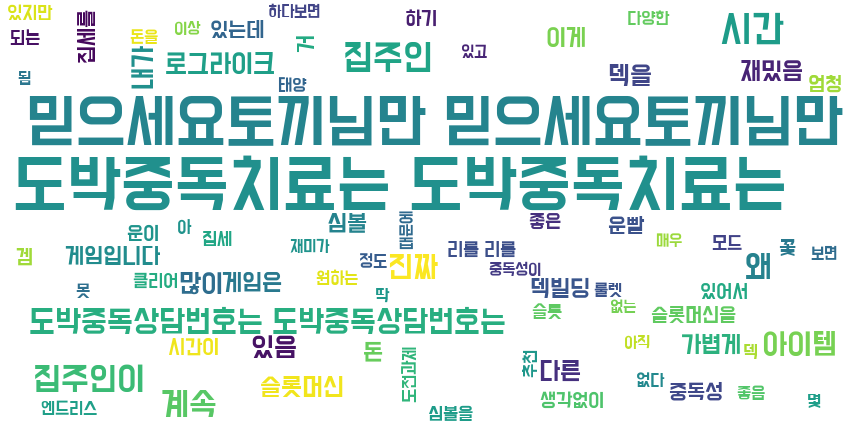 있지만
되는
집세를
돈을
이상
있는데
하다보면
거
하기
다양한
시간
이게
있고
집주인
로그라이크
내가
됨
태양
덱을
재밌음
엄청
믿으세요토끼님만 믿으세요토끼님만
도박중독치료는 도박중독치료는
운이
아
집세
심볼
좋은
운빨
매우
모드
꽃
보면
겜
게임입니다
재미가
정도
진짜
리를 리를
중독성이
왜
못
클리어
많이게임은
원하는
딱
덱빌딩
룰렛
있어서
도박중독상담번호는 도박중독상담번호는
슬롯
없는
슬롯머신을
시간이
있음
돈
도전과제
추천
다른
아직
가볍게
덱
아이템
집주인이
계속
슬롯머신
엔드리스
심볼을
생각없이
없다
중독성
좋음
몇